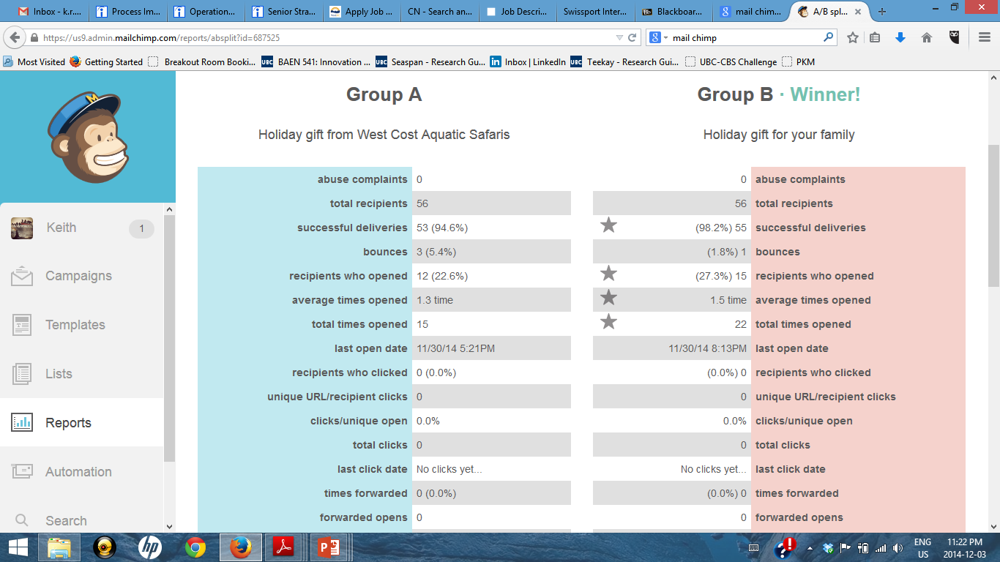 Inbox - k.r....
Process Im...
Operation...
Senior Stra...
Apply Job ...
CN - Search an...
Job Descri...
Swissport Inter...
Blackboar...
mail chim...
A/B spl...
https://us9.admin.mailchimp.com/reports/absplit?id=687525
mail chimp
Most Visited
Getting Started
Breakout Room Booki...
UBC BAEN 541: Innovation ...
UBC Seaspan - Research Gu...
Inbox | LinkedIn
UBC Teekay - Research Guide...
UBC-CBS Challenge
PKM
Group A
Group B · Winner!
Holiday gift from West Cost Aquatic Safaris
Holiday gift for your family
abuse complaints 0 0 abuse complaints
total recipients 56 56 total recipients
successful deliveries 53 (94.6%) (98.2%) 55 successful deliveries
bounces 3 (5.4%) (1.8%) 1 bounces
recipients who opened 12 (22.6%) (27.3%) 15 recipients who opened
average times opened 1.3 time 1.5 time average times opened
total times opened 15 22 total times opened
last open date 11/30/14 5:21PM 11/30/14 8:13PM last open date
recipients who clicked 0 (0.0%) (0.0%) 0 recipients who clicked
unique URL/recipient clicks 0 0 unique URL/recipient clicks
clicks/unique open 0.0% 0.0% clicks/unique open
total clicks 0 0 total clicks
last click date No clicks yet... No clicks yet... last click date
times forwarded 0 (0.0%) (0.0%) 0 times forwarded
forwarded opens 0 0 forwarded opens
Keith 1
Campaigns
Templates
Lists
Reports
Automation
Search
ENG
US
11:22 PM
2014-12-03